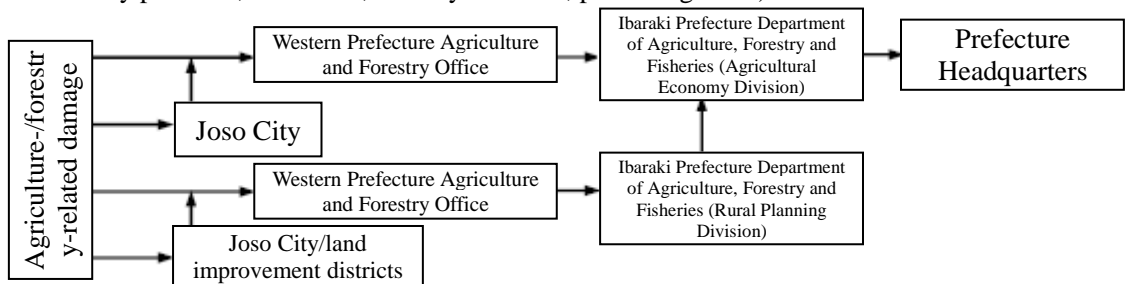 Agriculture-/forestr
y-related damage
Western Prefecture Agriculture
and Forestry Office
Ibaraki Prefecture Department
of Agriculture, Forestry and
Fisheries (Agricultural
Economy Division)
Prefecture
Headquarters
Joso City
Western Prefecture Agriculture
and Forestry Office
Ibaraki Prefecture Department
of Agriculture, Forestry and
Fisheries (Rural Planning
Division)
Joso City/land
improvement districts